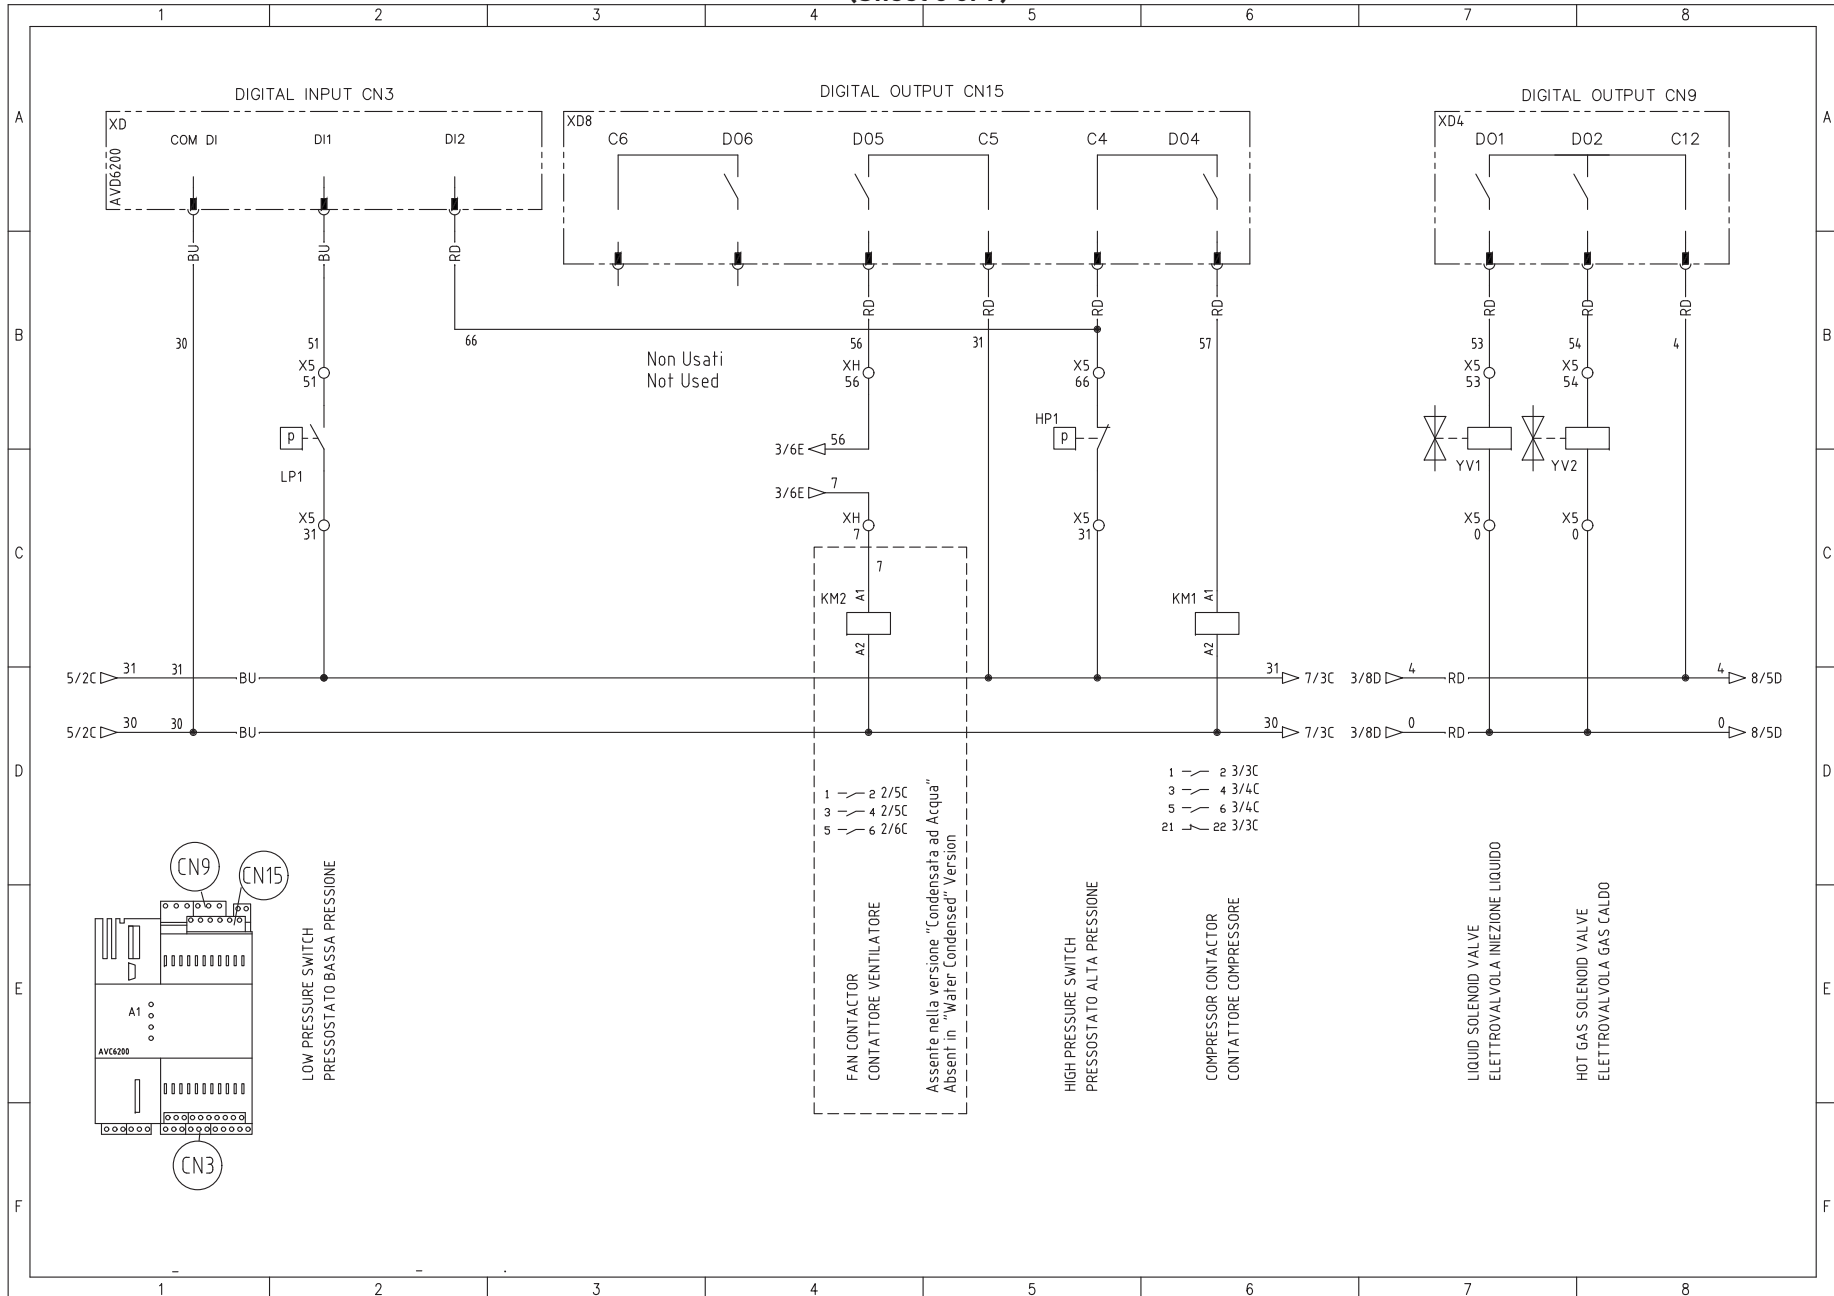 1 2 3 4 5 6 7 8
A A
DIGITAL INPUT CN3
DIGITAL OUTPUT CN15
DIGITAL OUTPUT CN9
XD
AVD6200
COM DI
DI1
DI2
XD8
C6
DO6
DO5
C5
C4
DO4
XD4
DO1
DO2
C12
BU
BU
RD
RD
RD
RD
RD
RD
RD
RD
B B
30
51
66
56
31
57
53
54
4
X5
51
Non Usati
Not Used
XH
56
X5
66
X5
53
X5
54
P
LP1
3/6E
56
3/6E
7
HP1
P
YV1
YV2
X5
31
XH
7
X5
31
X5
0
X5
0
C C
7
KM2
A1
A2
KM1
A1
A2
5/2C 31 31 BU 31 7/3C
3/8D 4 RD 4 8/5D
5/2C 30 30 BU 30 7/3C
3/8D 0 RD 0 8/5D
D D
1 2 2/5C
3 4 2/5C
5 6 2/6C
1 2 3/3C
3 4 3/4C
5 6 3/4C
21 22 3/3C
CN9
CN15
A1
AVC6200
CN3
LOW PRESSURE SWITCH
PRESSOSTATO BASSA PRESSIONE
FAN CONTACTOR
CONTATTORE VENTILATORE
Assente nella versione "Condensata ad Acqua"
Absent in "Water Condensed" Version
HIGH PRESSURE SWITCH
PRESSOSTATO ALTA PRESSIONE
COMPRESSOR CONTACTOR
CONTATTORE COMPRESSORE
LIQUID SOLENOID VALVE
ELETTROVALVOLA INIEZIONE LIQUIDO
HOT GAS SOLENOID VALVE
ELETTROVALVOLA GAS CALDO
E E
F F
1 2 3 4 5 6 7 8